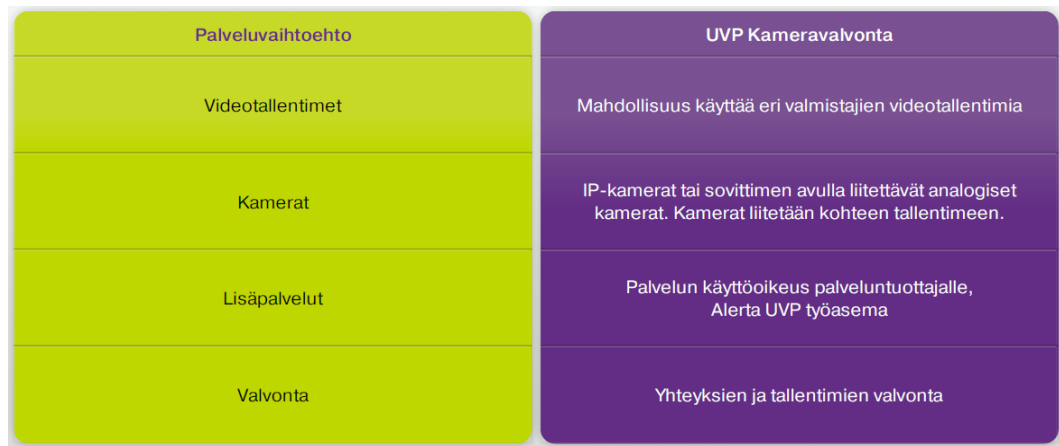 Palveluvaihtoehto
UVP Kameravalvonta
Videotallentimet
Mahdollisuus käyttää eri valmistajien videotallentimia
Kamerat
IP-kamerat tai sovittimen avulla liitettävät analogiset
kamerat. Kamerat liitetään kohteen tallentimeen.
Lisäpalvelut
Palvelun käyttöoikeus palveluntuottajalle,
Alerta UVP työasema
Valvonta
Yhteyksien ja tallentimien valvonta